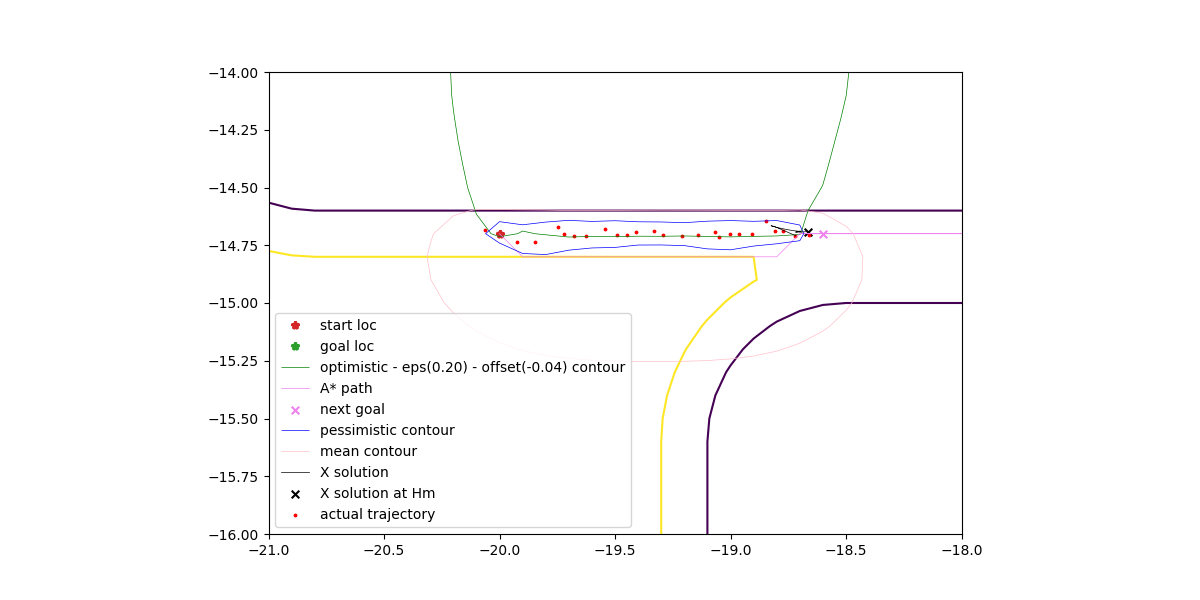 −14.00
−14.25
−14.50
−14.75
−15.00
−15.25
−15.50
−15.75
−16.00
start loc
goal loc
optimistic - eps(0.20) - offset(-0.04) contour
A* path
next goal
pessimistic contour
mean contour
X solution
X solution at Hm
actual trajectory
−21.0 −20.5 −20.0 −19.5 −19.0 −18.5 −18.0